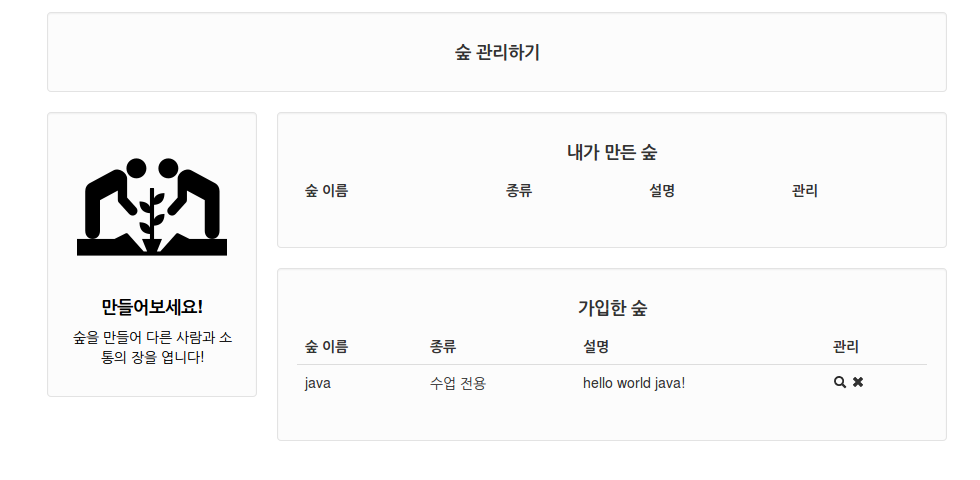 숲 관리하기
만들어보세요!
숲을 만들어 다른 사람과 소
통의 장을 엽니다!
내가 만든 숲
숲 이름 종류 설명 관리
가입한 숲
숲 이름 종류 설명 관리
java 수업 전용 hello world java!